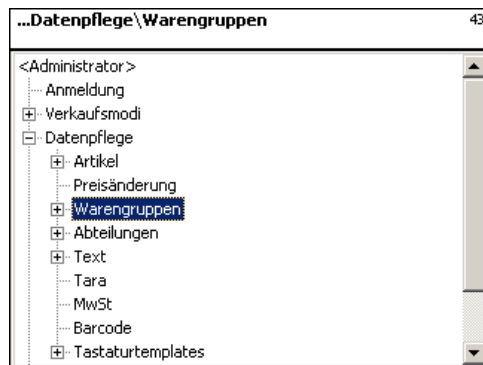 ...Datenpflege\Warengruppen 43
<Administrator>
Anmeldung
Verkaufsmodi
Datenpflege
Artikel
Preisänderung
Warengruppen
Abteilungen
Text
Tara
MwSt
Barcode
Tastaturtemplates